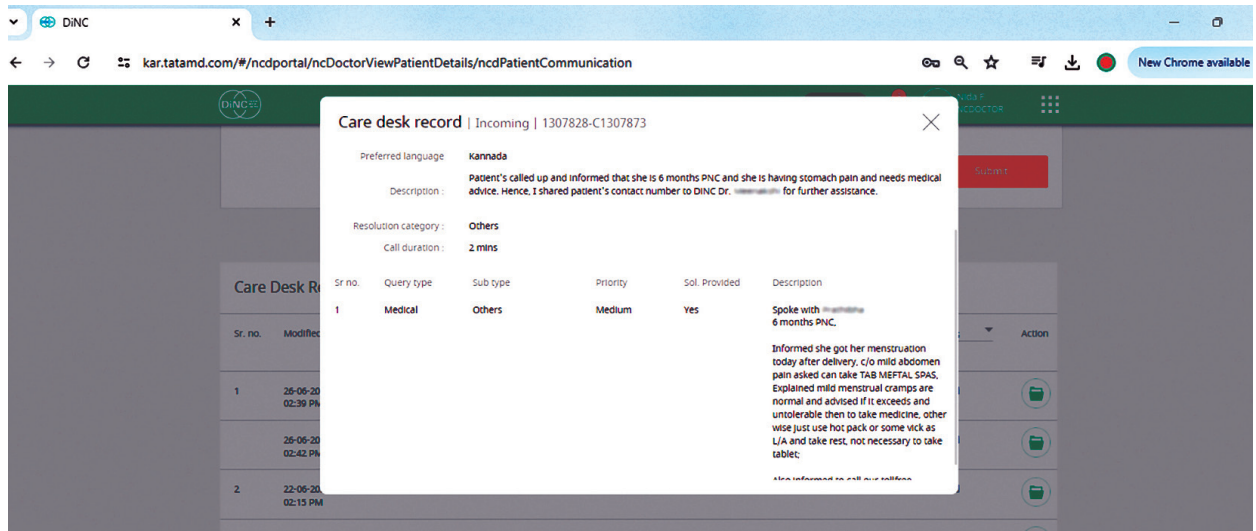 DiNC
kar.tatamd.com/#/ncdportal/ncDoctorViewPatientDetails/ncdPatientCommunication
New Chrome available
DiNC
NCDOCTOR
Care desk record | Incoming | 1307828-C1307873
Submit
Preferred language
Kannada
Description :
Patient's called up and informed that she is 6 months PNC and she is having stomach pain and needs medical
advice. Hence, I shared patient's contact number to DINC Dr. for further assistance.
Resolution category :
Others
Call duration :
2 mins
Care Desk Re
Sr no. Query type Sub type Priority Sol. Provided Description
1 Medical Others Medium Yes Spoke with
6 months PNC,
Informed she got her menstruation
today after delivery, c/o mild abdomen
pain asked can take TAB MEFTAL SPAS,
Explained mild menstrual cramps are
normal and advised if it exceeds and
untolerable then to take medicine, other
wise just use hot pack or some vick as
L/A and take rest, not necessary to take
tablet;
Also informed to call our tollfree
Sr. no. Modified Action
1 26-06-20
02:39 PM
26-06-20
02:42 PM
2 22-06-20
02:15 PM